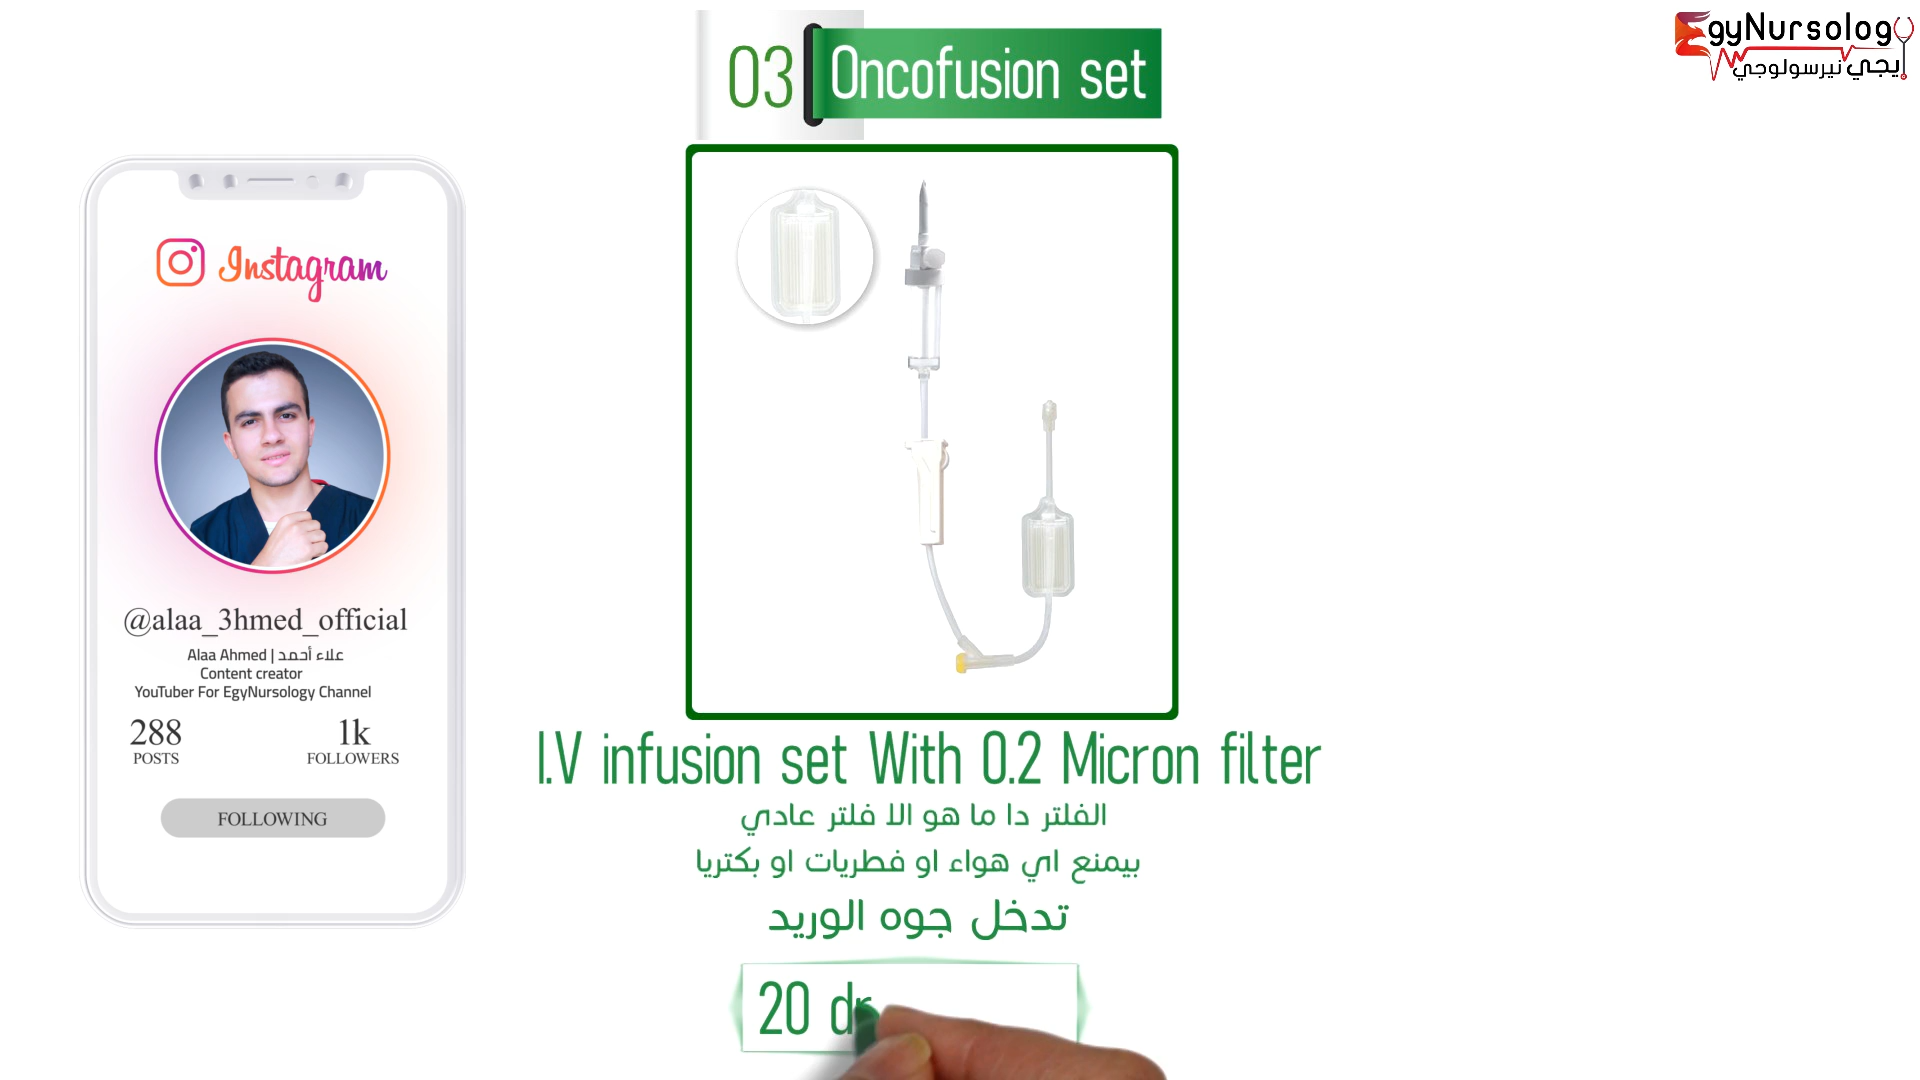 03 Oncofusion set
EgyNursology
إيجي نيرسولوجي
Instagram
@alaa_3hmed_official
Alaa Ahmed | علاء أحمد
Content creator
YouTuber For EgyNursology Channel
288
POSTS
1k
FOLLOWERS
FOLLOWING
I.V infusion set With 0.2 Micron filter
الفلتر دا ما هو الا فلتر عادي
بيمنع اي هواء او فطريات او بكتريا
تدخل جوه الوريد
20 dr